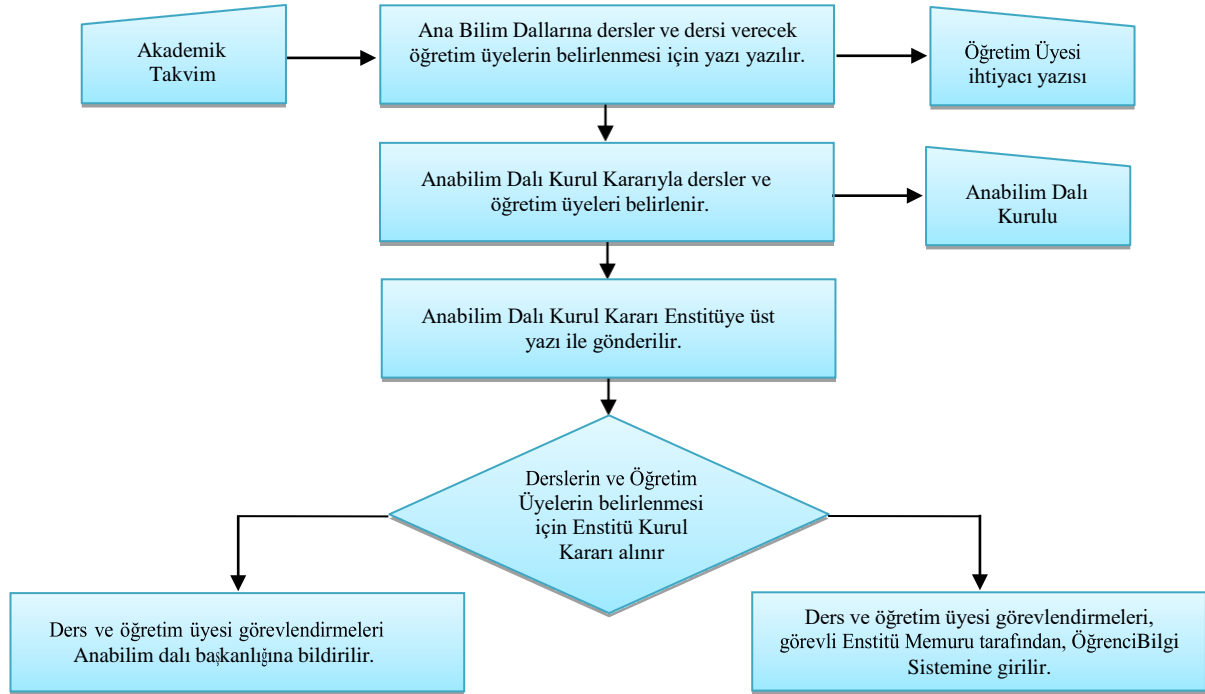 Akademik
Takvim
Ana Bilim Dallarına dersler ve dersi verecek
öğretim üyelerin belirlenmesi için yazı yazılır.
Öğretim Üyesi
ihtiyacı yazısı
Anabilim Dalı Kurul Kararıyla dersler ve
öğretim üyeleri belirlenir.
Anabilim Dalı
Kurulu
Anabilim Dalı Kurul Kararı Enstitüye üst
yazı ile gönderilir.
Derslerin ve Öğretim
Üyelerin belirlenmesi
için Enstitü Kurul
Kararı alınır
Ders ve öğretim üyesi görevlendirmeleri
Anabilim dalı başkanlığına bildirilir.
Ders ve öğretim üyesi görevlendirmeleri,
görevli Enstitü Memuru tarafından, ÖğrenciBilgi
Sistemine girilir.